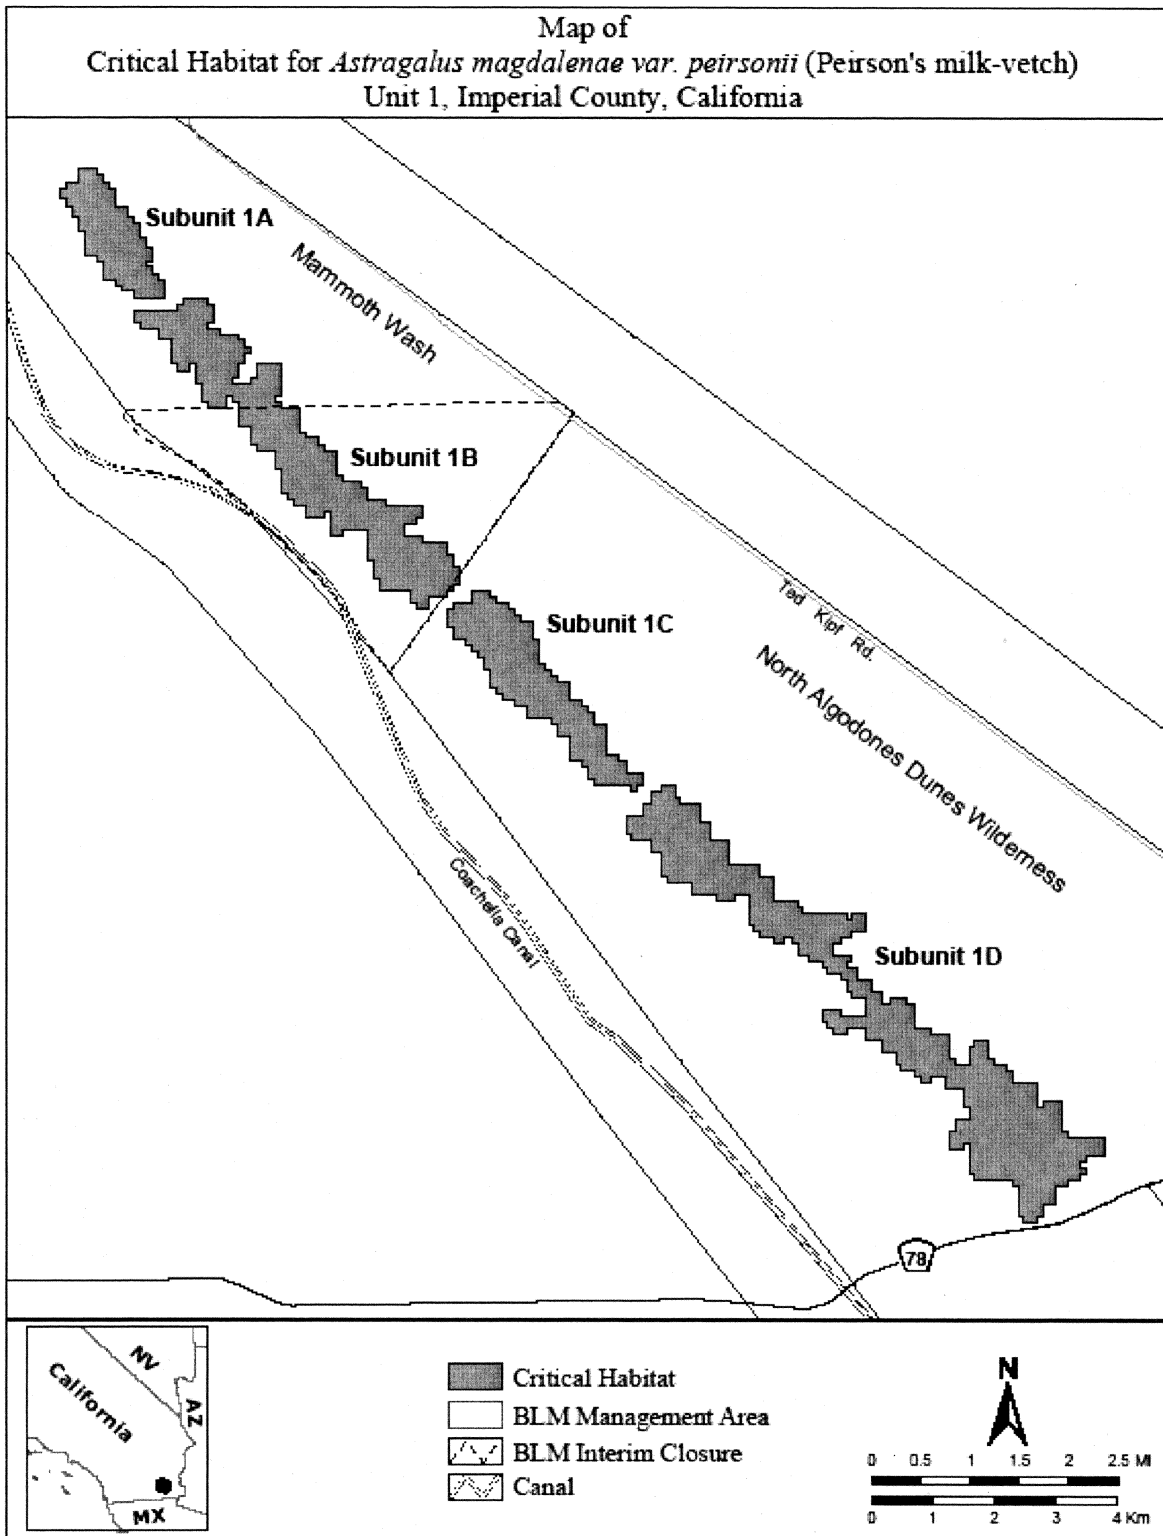 Map of
Critical Habitat for Astragalus magdalenae var. peirsonii (Peirson's milk-vetch)
Unit 1, Imperial County, California
Subunit 1A
Mammoth Wash
Subunit 1B
Subunit 1C
Ted Kipf Rd.
North Algodones Dunes Wilderness
Coachella Canal
Subunit 1D
78
NV
California
AZ
MX
Critical Habitat
BLM Management Area
BLM Interim Closure
Canal
N
0 0.5 1 1.5 2 2.5 MI
0 1 2 3 4 Km